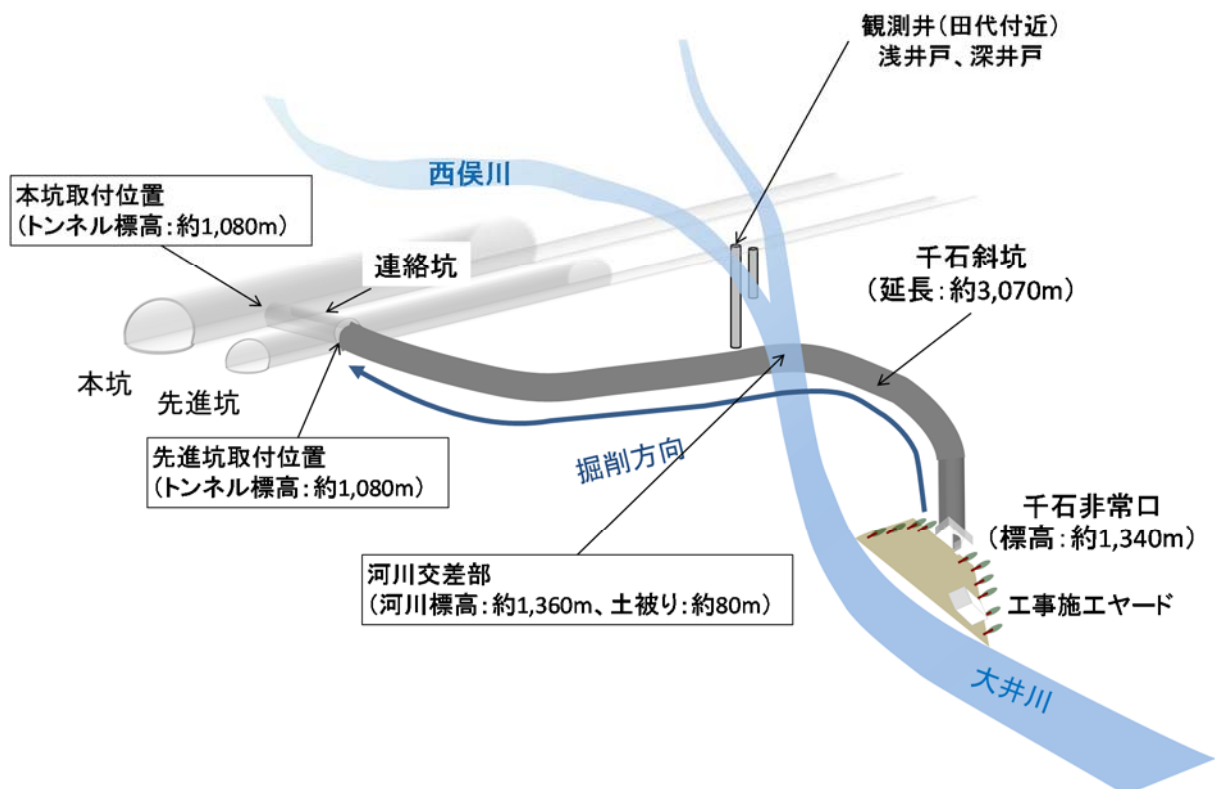 観測井(田代付近)
浅井戸、深井戸
西俣川
本坑取付位置
(トンネル標高:約1,080m)
連絡坑
千石斜坑
(延長:約3,070m)
本坑
先進坑
先進坑取付位置
(トンネル標高:約1,080m)
掘削方向
千石非常口
(標高:約1,340m)
河川交差部
(河川標高:約1,360m、土被り:約80m)
工事施工ヤード
大井川